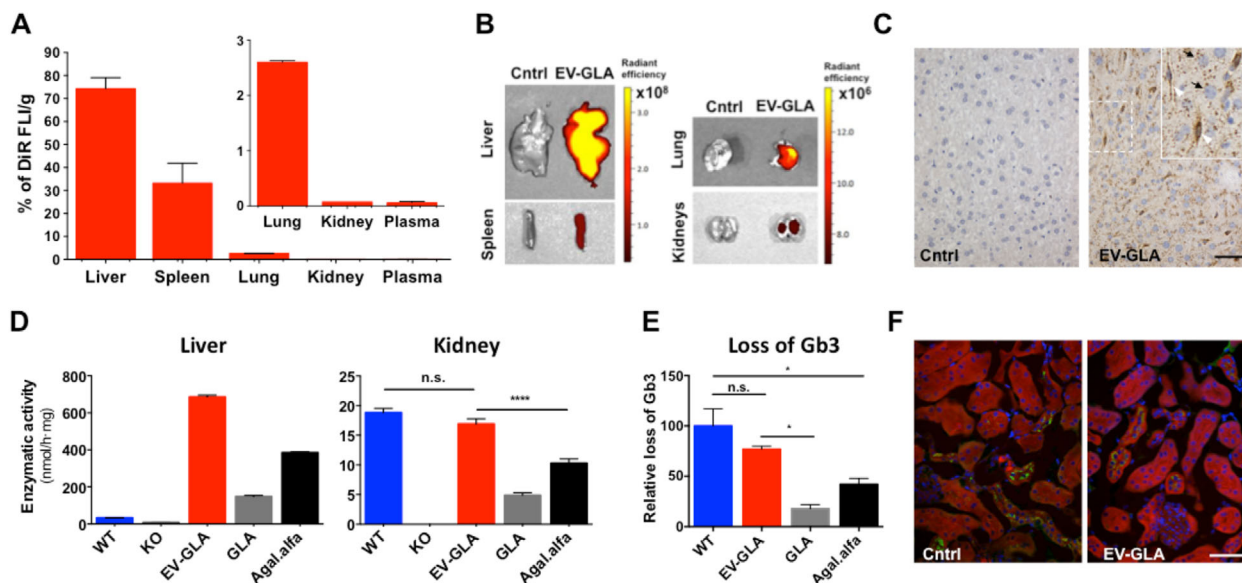 A
% of DiR FLI/g
90
80
70
60
50
40
30
20
10
0
Liver
Spleen
Lung
Kidney
Plasma
3
2
1
0
Lung
Kidney
Plasma
B
Cntrl EV-GLA
Liver
Spleen
Radiant
efficiency
x10⁸
3.0
2.0
1.0
Cntrl EV-GLA
Lung
Kidneys
Radiant
efficiency
x10⁶
12.0
10.0
8.0
C
Cntrl
EV-GLA
D
Liver
Enzymatic activity
(nmol/h· mg)
800
600
400
200
0
WT
KO
EV-GLA
GLA
Agal.alfa
Kidney
25
20
15
10
5
0
n.s.
****
WT
KO
EV-GLA
GLA
Agal.alfa
E
Loss of Gb3
Relative loss of Gb3
150
100
50
0
*
n.s.
*
WT
EV-GLA
GLA
Agal.alfa
F
Cntrl
EV-GLA